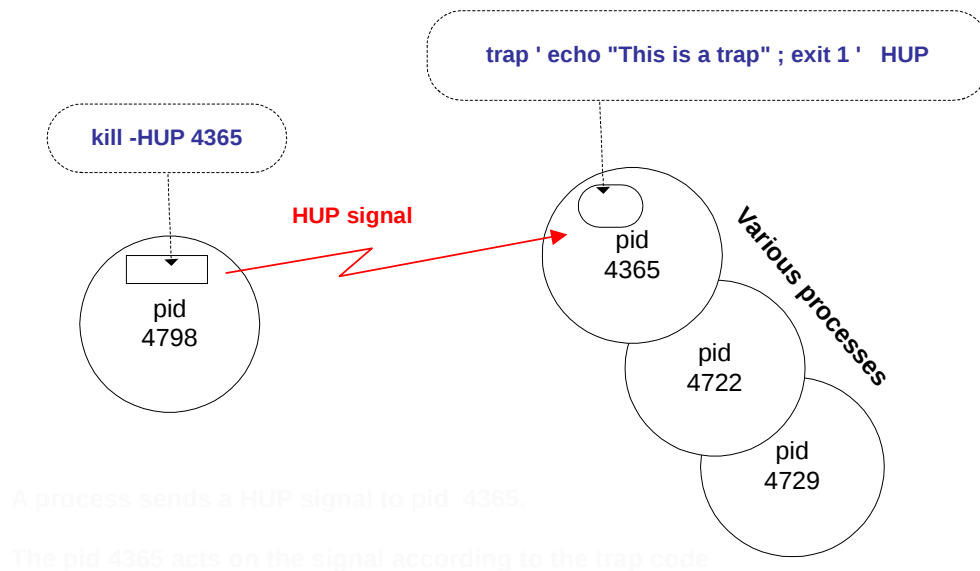 trap ' echo "This is a trap" ; exit 1 '   HUP
kill -HUP 4365
HUP signal
pid
4365
Various processes
pid
4798
pid
4722
pid
4729
A process sends a HUP signal to pid  4365.
The pid 4365 acts on the signal according to the trap code